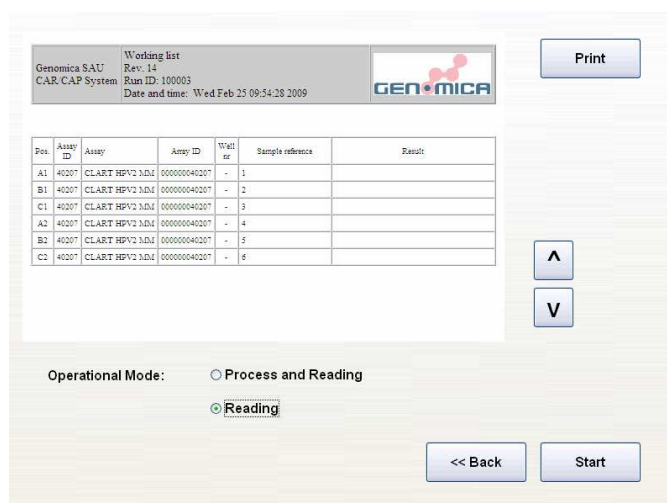 Genomica SAU
CAR/CAP System
Working list
Rev. 14
Run ID: 100003
Date and time: Wed Feb 25 09:54:28 2009
GENOMICA
Print
Pos. Assay ID Assay Array ID Well nr Sample reference Result
A1 40207 CLART HPV2 MM 000000040207 - 1
B1 40207 CLART HPV2 MM 000000040207 - 2
C1 40207 CLART HPV2 MM 000000040207 - 3
A2 40207 CLART HPV2 MM 000000040207 - 4
B2 40207 CLART HPV2 MM 000000040207 - 5
C2 40207 CLART HPV2 MM 000000040207 - 6
^
V
Operational Mode: Process and Reading
Reading
<< Back Start